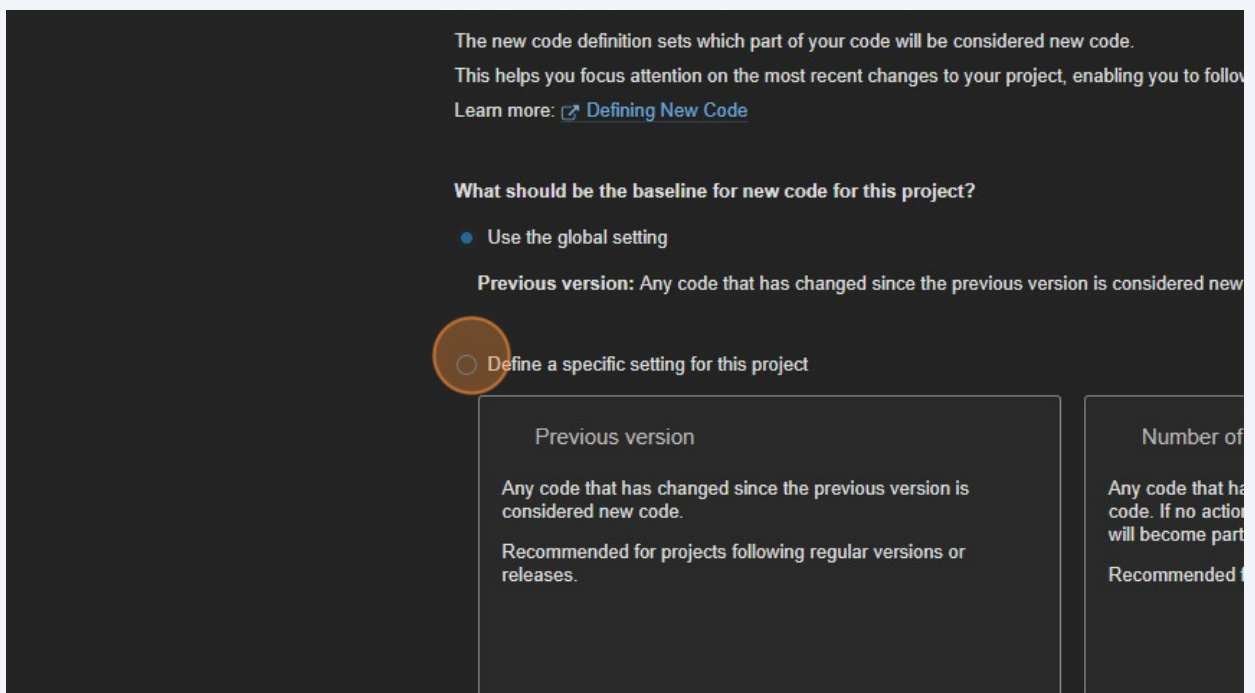 The new code definition sets which part of your code will be considered new code.
This helps you focus attention on the most recent changes to your project, enabling you to
Learn more: Defining New Code
What should be the baseline for new code for this project?
Use the global setting
Previous version: Any code that has changed since the previous version is considered new
Define a specific setting for this project
Previous version
Any code that has changed since the previous version is
considered new code.
Recommended for projects following regular versions or
releases.
Number of
Any code that
code. If no
will become part
Recommended